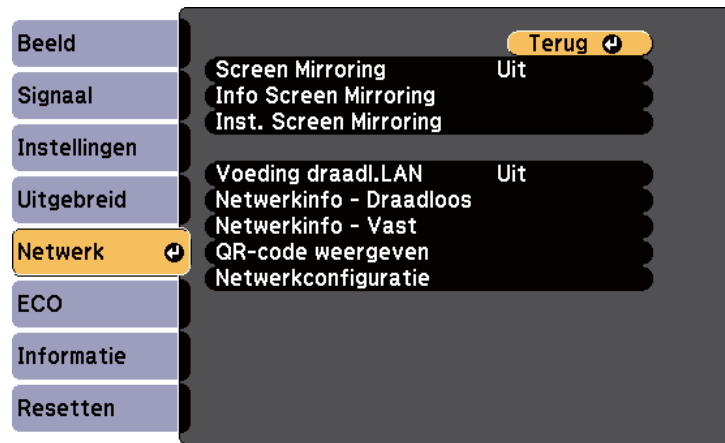 Beeld
Signaal
Instellingen
Uitgebreid
Netwerk
ECO
Informatie
Resetten
Terug
Screen Mirroring Uit
Info Screen Mirroring
Inst. Screen Mirroring
Voeding draadl.LAN Uit
Netwerkinfo - Draadloos
Netwerkinfo - Vast
QR-code weergeven
Netwerkconfiguratie